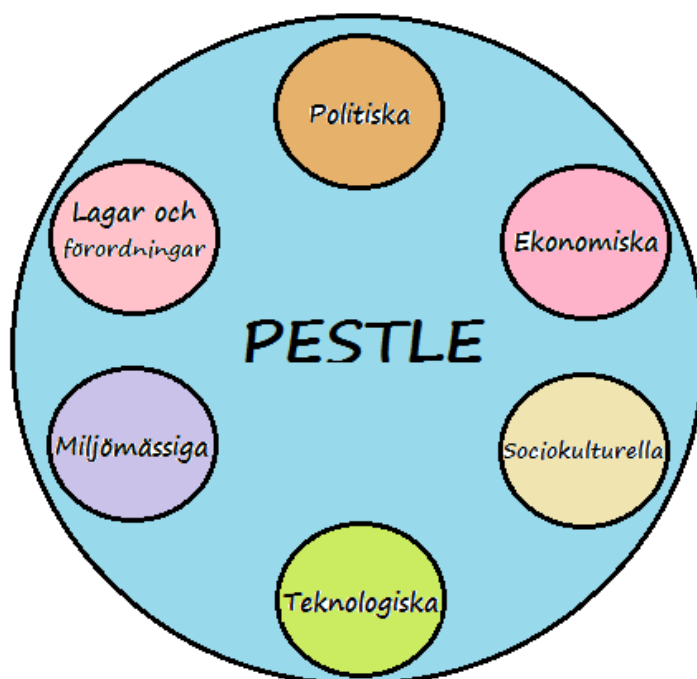 Politiska
Lagar och
förordningar
Ekonomiska
PESTLE
Miljömässiga
Sociokulturella
Teknologiska